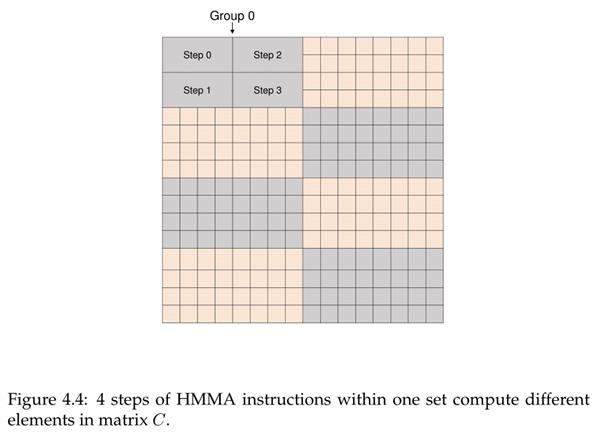 Group 0
Step 0 Step 2
Step 1 Step 3
Figure 4.4: 4 steps of HMMA instructions within one set compute different
elements in matrix C.